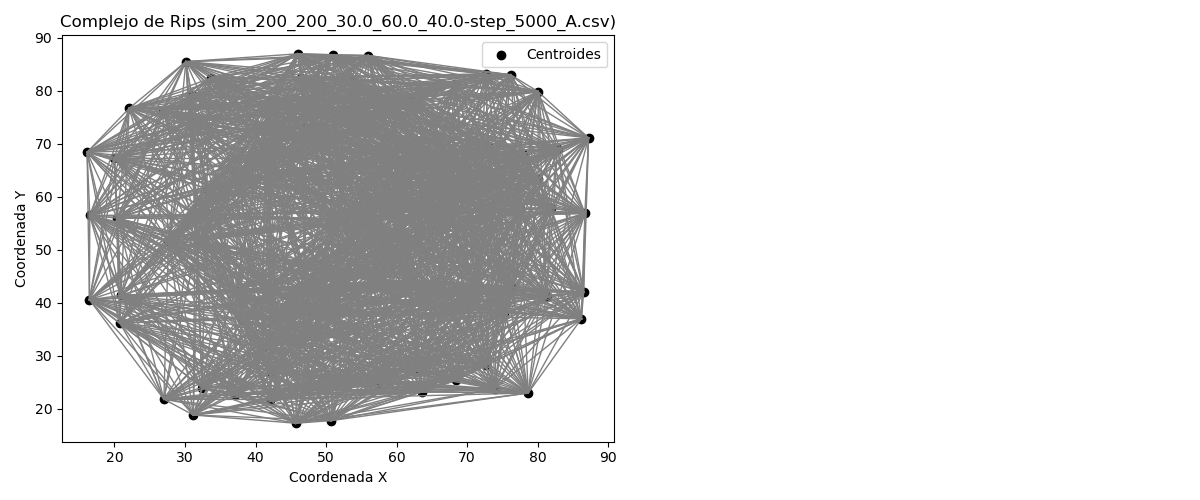 Complejo de Rips (sim_200_200_30.0_60.0_40.0-step_5000_A.csv)
Centroides
90
80
70
60
50
40
30
20
Coordenada Y
20 30 40 50 60 70 80 90
Coordenada X